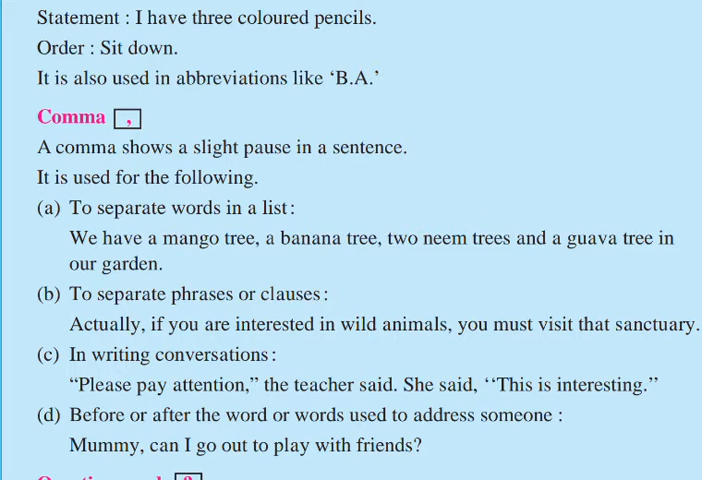 Statement : I have three coloured pencils.
Order : Sit down.
It is also used in abbreviations like ‘B.A.’
Comma ,
A comma shows a slight pause in a sentence.
It is used for the following.
(a) To separate words in a list :
We have a mango tree, a banana tree, two neem trees and a guava tree in
our garden.
(b) To separate phrases or clauses :
Actually, if you are interested in wild animals, you must visit that sanctuary.
(c) In writing conversations :
“Please pay attention,” the teacher said. She said, ‘‘This is interesting.’’
(d) Before or after the word or words used to address someone :
Mummy, can I go out to play with friends?